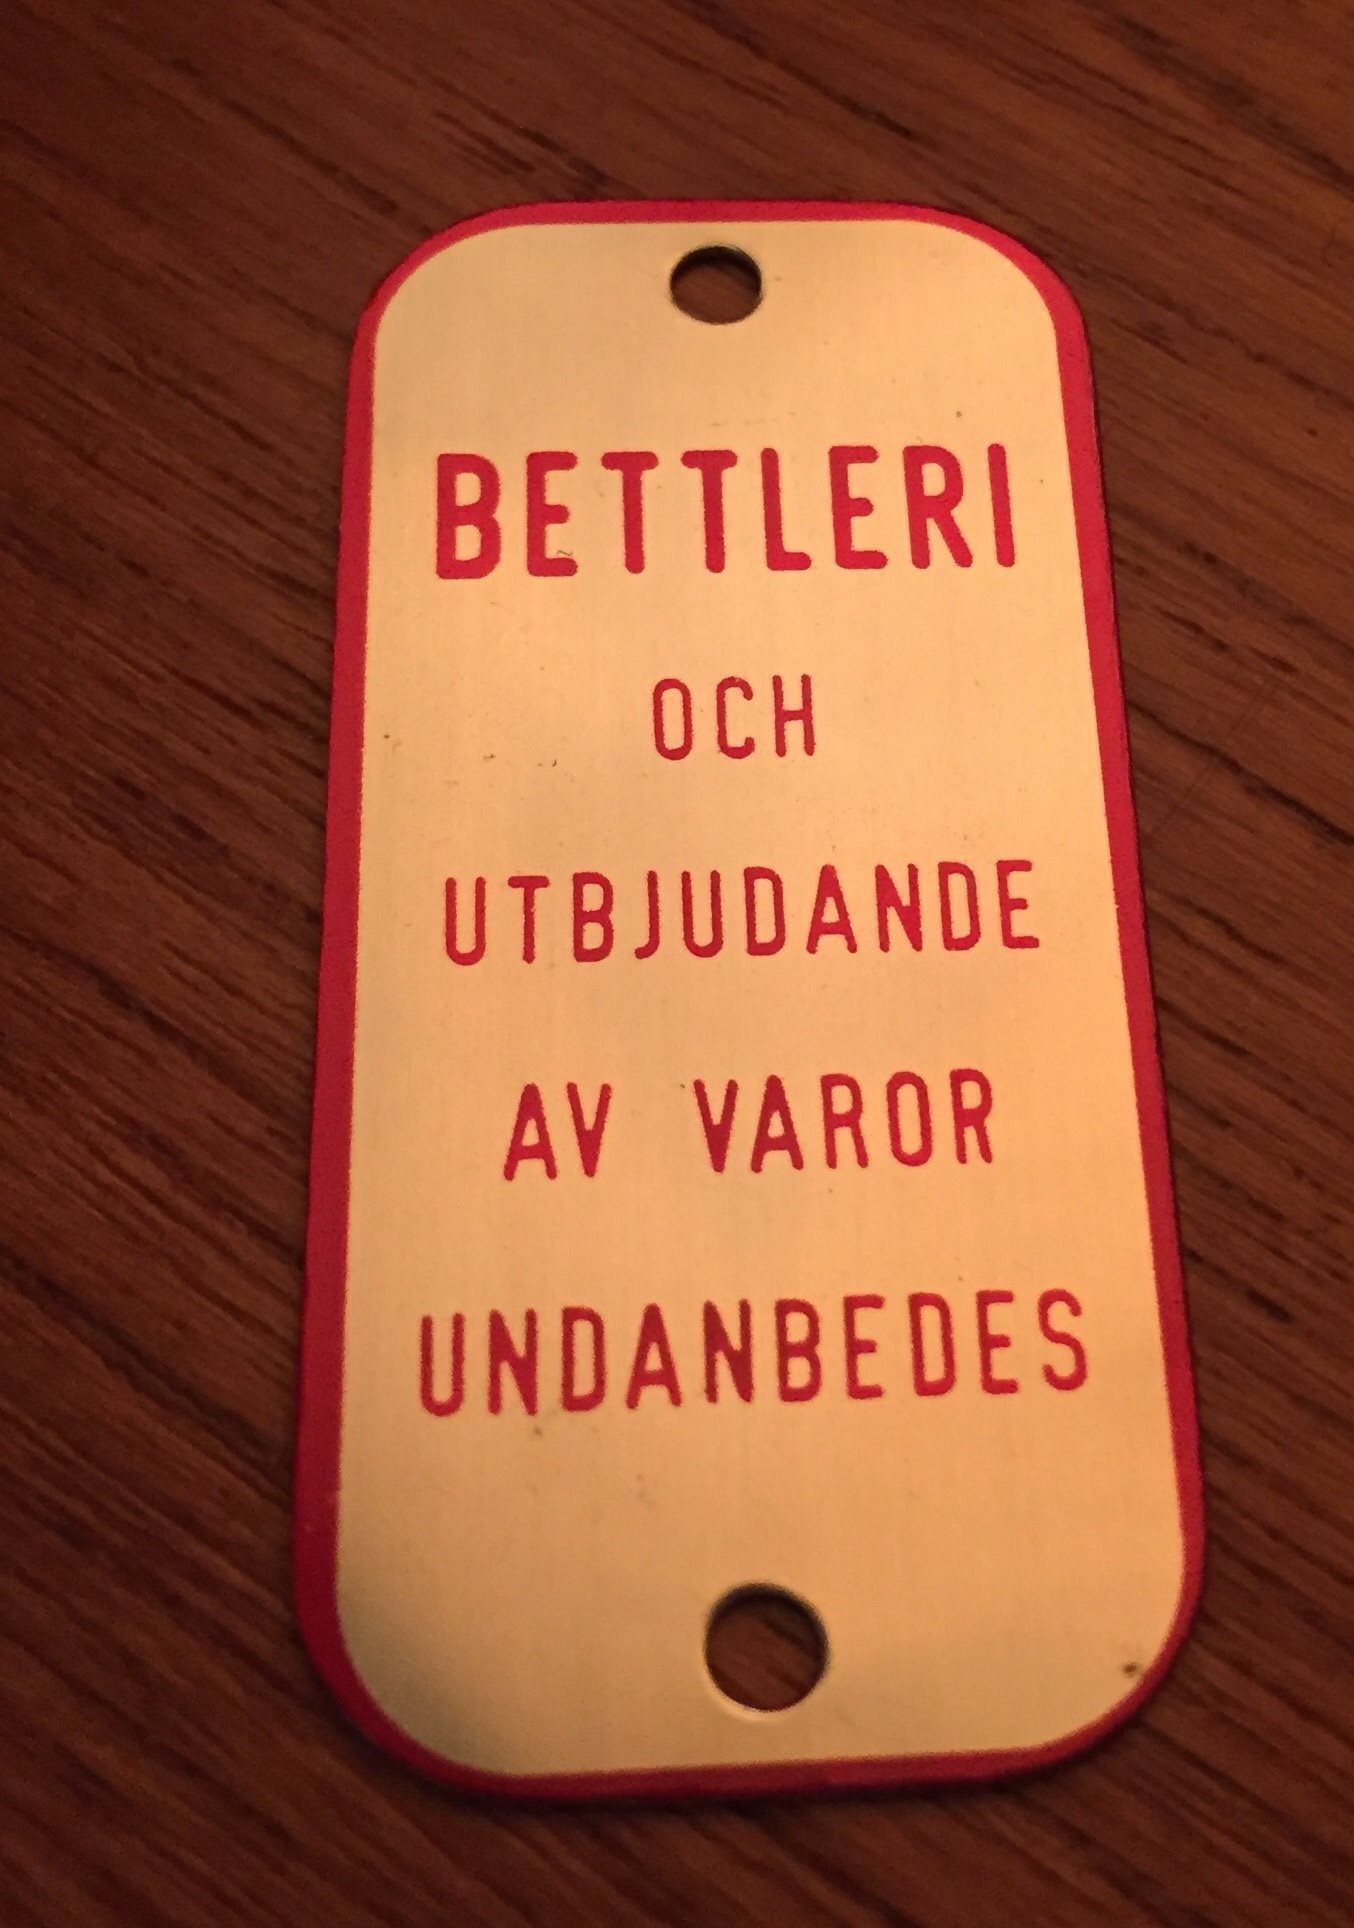 BETTLERI
OCH
UTBJUDANDE
AV VAROR
UNDANBEDES